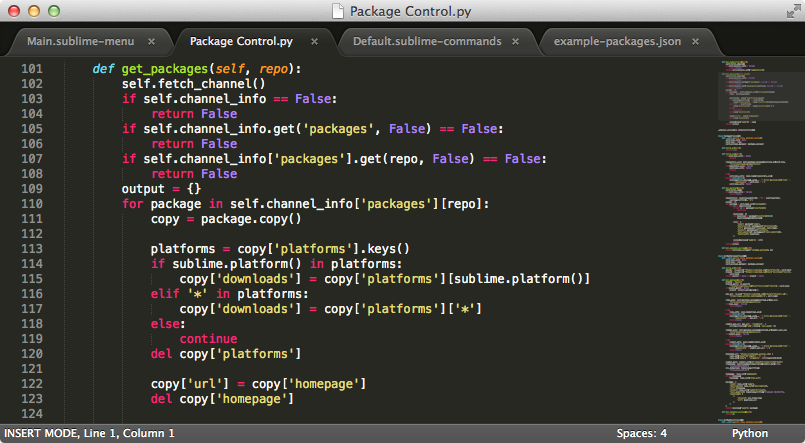 Package Control.py
Main.sublime-menu × Package Control.py × Default.sublime-commands × example-packages.json ×
101 def get_packages(self, repo):
102 self.fetch_channel()
103 if self.channel_info == False:
104 return False
105 if self.channel_info.get('packages', False) == False:
106 return False
107 if self.channel_info['packages'].get(repo, False) == False:
108 return False
109 output = {}
110 for package in self.channel_info['packages'][repo]:
111 copy = package.copy()
112
113 platforms = copy['platforms'].keys()
114 if sublime.platform() in platforms:
115 copy['downloads'] = copy['platforms'][sublime.platform()]
116 elif '*' in platforms:
117 copy['downloads'] = copy['platforms']['*']
118 else:
119 continue
120 del copy['platforms']
121
122 copy['url'] = copy['homepage']
123 del copy['homepage']
124
INSERT MODE, Line 1, Column 1 Spaces: 4 Python